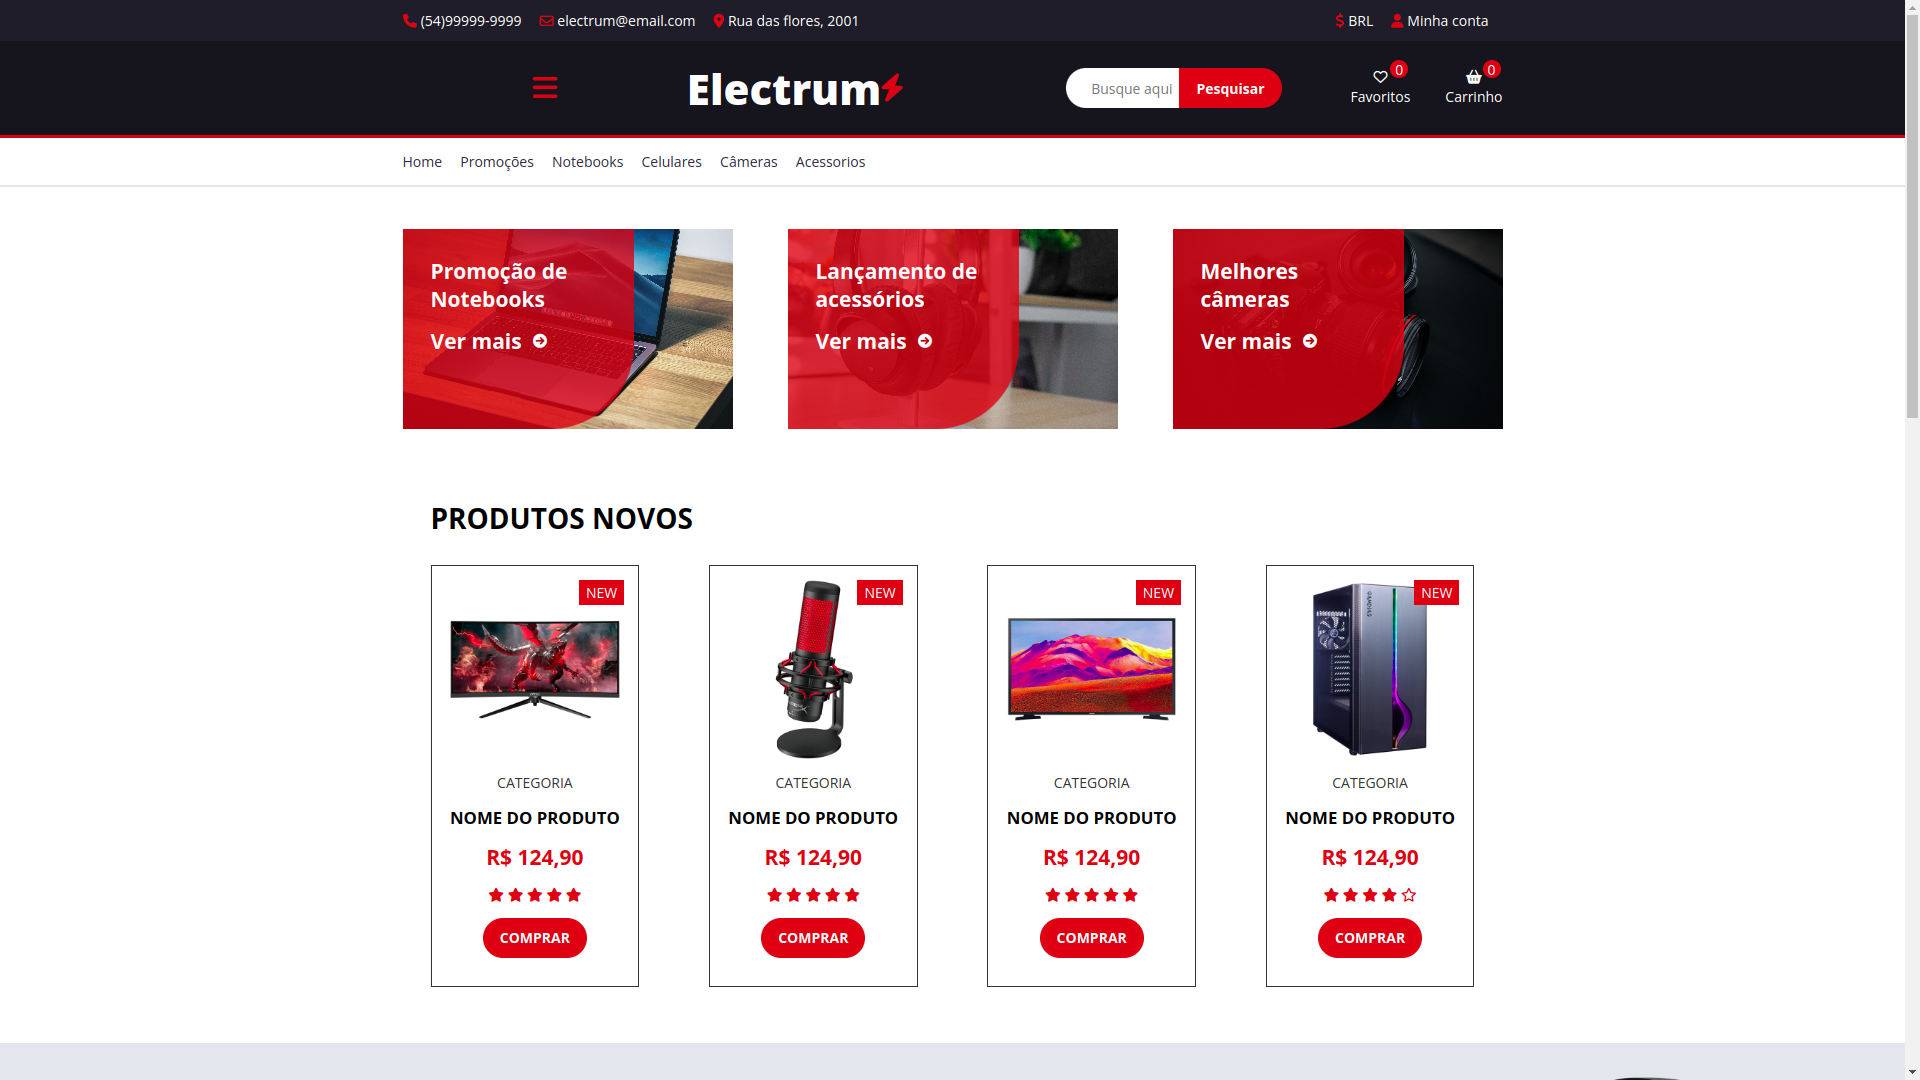 (54)99999-9999 electrum@email.com Rua das flores, 2001 $ BRL Minha conta
Electrum Busque aqui Pesquisar 0 Favoritos 0 Carrinho
Home Promoções Notebooks Celulares Câmeras Acessorios
Promoção de
Notebooks
Ver mais
Lançamento de
acessórios
Ver mais
Melhores
câmeras
Ver mais
PRODUTOS NOVOS
NEW NEW NEW NEW
CATEGORIA CATEGORIA CATEGORIA CATEGORIA
NOME DO PRODUTO NOME DO PRODUTO NOME DO PRODUTO NOME DO PRODUTO
R$ 124,90 R$ 124,90 R$ 124,90 R$ 124,90
COMPRAR COMPRAR COMPRAR COMPRAR